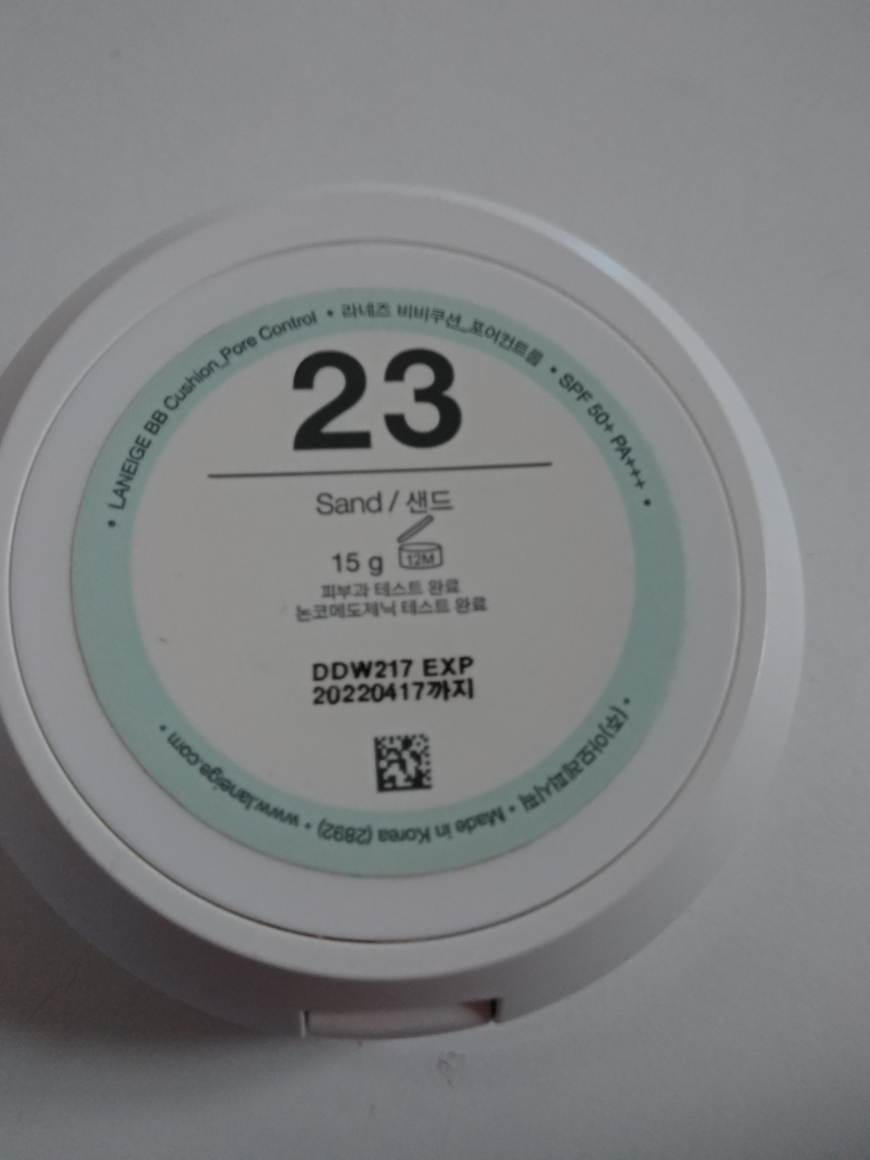 • LANEIGE BB Cushion_Pore Control • 라네즈 비비쿠션_포어컨트롤 • SPF 50+ PA+++ •
23
Sand / 샌드
15 g 12M
피부과 테스트 완료
논코메도제닉 테스트 완료
DDW217 EXP
20220417까지
• (주)아모레퍼시픽 • Made in Korea (2892) • www.laneige.com •